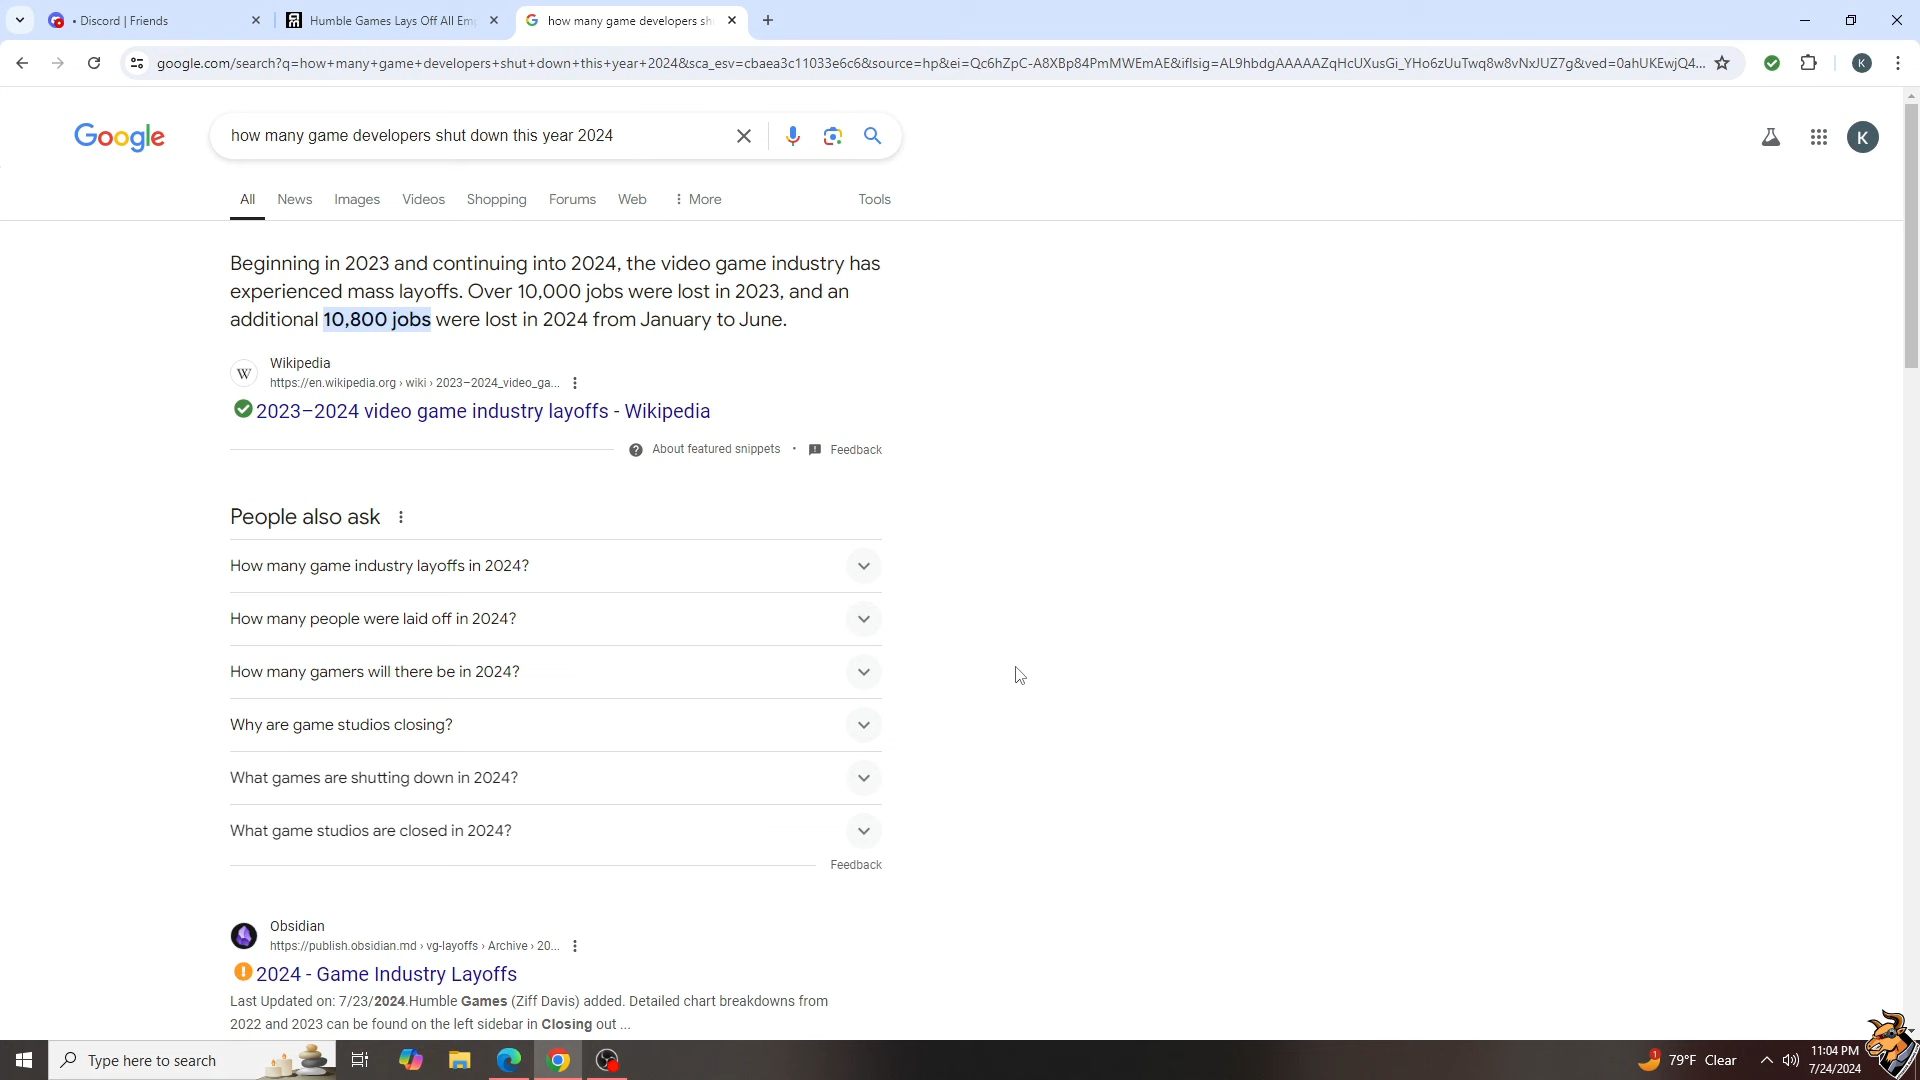 • Discord | Friends
Humble Games Lays Off All Em
how many game developers sh
google.com/search?q=how+many+game+developers+shut+down+this+year+2024&sca_esv=cbaea3c11033e6c6&source=hp&ei=Qc6hZpC-A8XBp84PmMWEmAE&iflsig=AL9hbdgAAAAAZqHcUXusGi_YHo6zUuTwq8w8vNxJUZ7g&ved=0ahUKEwjQ4...
K
Google
how many game developers shut down this year 2024
K
All
News
Images
Videos
Shopping
Forums
Web
More
Tools
Beginning in 2023 and continuing into 2024, the video game industry has
experienced mass layoffs. Over 10,000 jobs were lost in 2023, and an
additional 10,800 jobs were lost in 2024 from January to June.
W
Wikipedia
https://en.wikipedia.org › wiki › 2023–2024_video_ga...
2023–2024 video game industry layoffs - Wikipedia
About featured snippets • Feedback
People also ask
How many game industry layoffs in 2024?
How many people were laid off in 2024?
How many gamers will there be in 2024?
Why are game studios closing?
What games are shutting down in 2024?
What game studios are closed in 2024?
Feedback
Obsidian
https://publish.obsidian.md › vg-layoffs › Archive › 20...
2024 - Game Industry Layoffs
Last Updated on: 7/23/2024.Humble Games (Ziff Davis) added. Detailed chart breakdowns from
2022 and 2023 can be found on the left sidebar in Closing out ...
Type here to search
1
79°F Clear
11:04 PM
7/24/2024